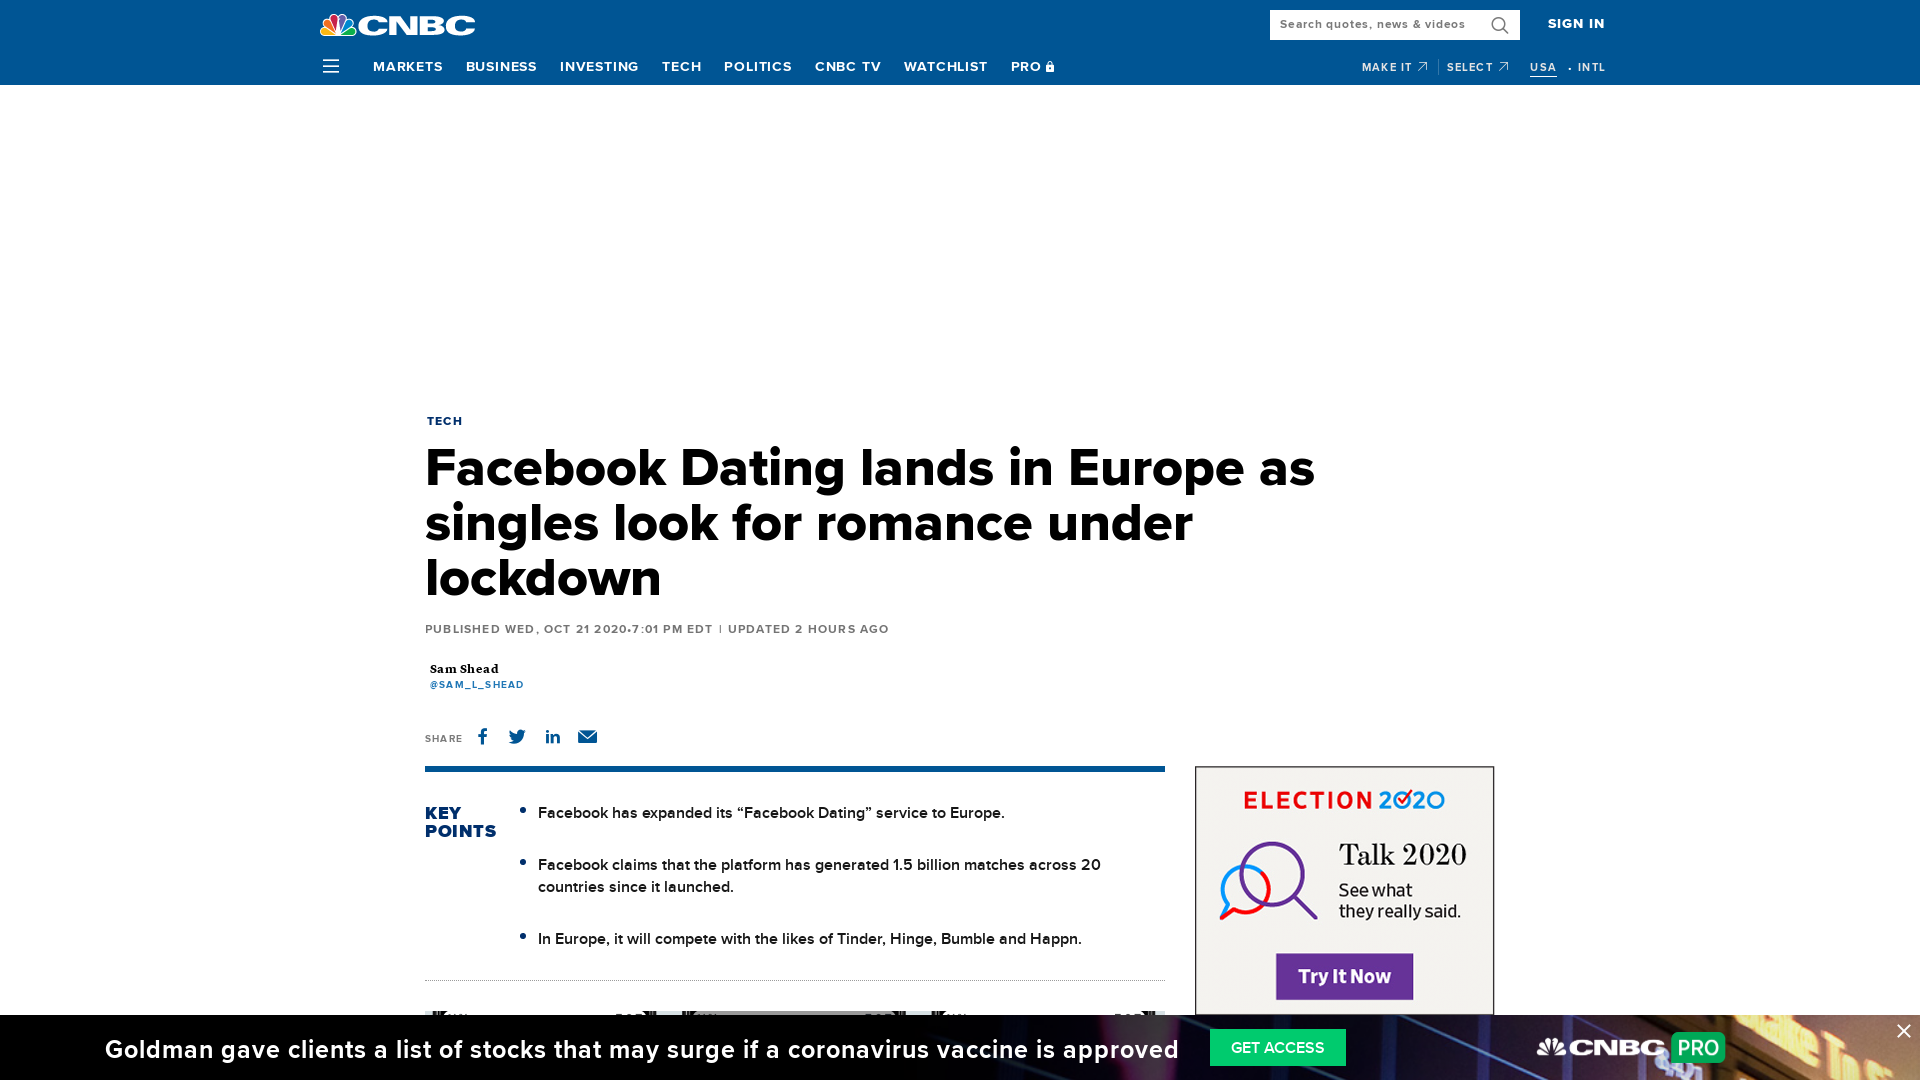 CNBC
Search quotes, news & videos
SIGN IN
MARKETS
BUSINESS
INVESTING
TECH
POLITICS
CNBC TV
WATCHLIST
PRO
MAKE IT
SELECT
USA
• INTL
TECH
Facebook Dating lands in Europe as
singles look for romance under
lockdown
PUBLISHED WED, OCT 21 2020•7:01 PM EDT | UPDATED 2 HOURS AGO
Sam Shead
@SAM_L_SHEAD
SHARE
KEY
POINTS
Facebook has expanded its “Facebook Dating” service to Europe.
Facebook claims that the platform has generated 1.5 billion matches across 20
countries since it launched.
In Europe, it will compete with the likes of Tinder, Hinge, Bumble and Happn.
ELECTION 2020
Talk 2020
See what
they really said.
Try It Now
Goldman gave clients a list of stocks that may surge if a coronavirus vaccine is approved
GET ACCESS
CNBC PRO